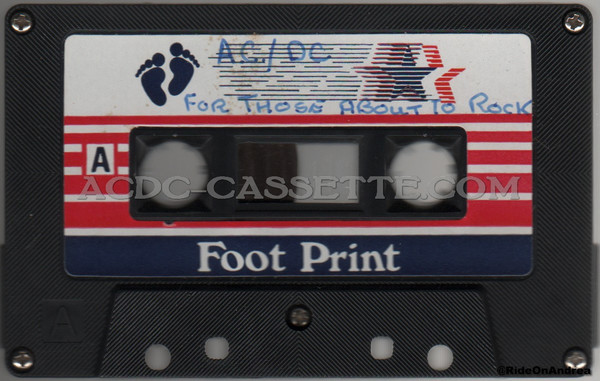 AC/DC
FOR THOSE ABOUT TO ROCK
A
ACDC-CASSETTE.COM
Foot Print
A
©RideOnAndrea